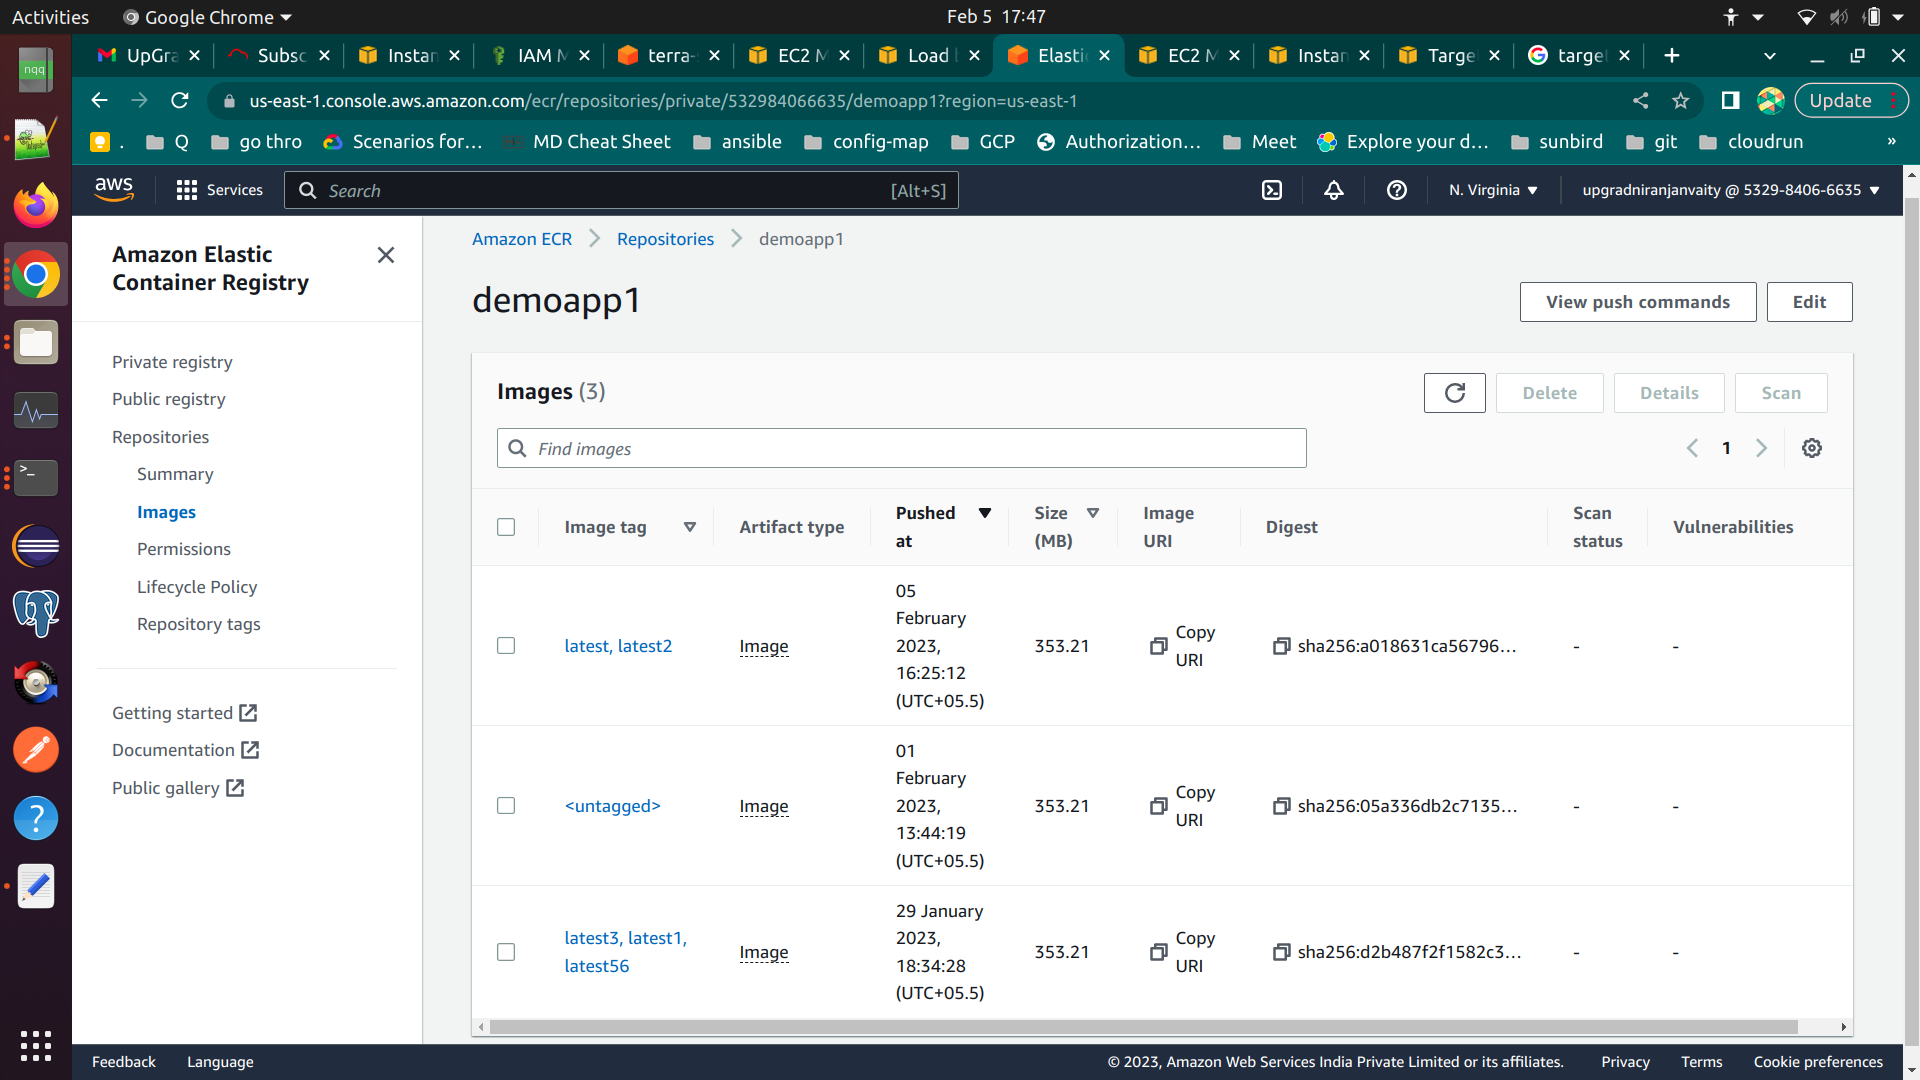 Activities
Google Chrome
Feb 5 17:47
UpGra
Subsc
Instan
IAM M
terra-
EC2 M
Load b
Elastic
EC2 M
Instan
Targe
target
us-east-1.console.aws.amazon.com/ecr/repositories/private/532984066635/demoapp1?region=us-east-1
Update
.
Q
go thro
Scenarios for...
MD Cheat Sheet
ansible
config-map
GCP
Authorization...
Meet
Explore your d...
sunbird
git
cloudrun
»
aws
Services
Search
[Alt+S]
N. Virginia
upgradniranjanvaity @ 5329-8406-6635
Amazon Elastic
Container Registry
Private registry
Public registry
Repositories
Summary
Images
Permissions
Lifecycle Policy
Repository tags
Getting started
Documentation
Public gallery
Amazon ECR
Repositories
demoapp1
demoapp1
View push commands
Edit
Images (3)
Delete
Details
Scan
Find images
1
Image tag
Artifact type
Pushed
at
Size
(MB)
Image
URI
Digest
Scan
status
Vulnerabilities
latest, latest2
Image
05
February
2023,
16:25:12
(UTC+05.5)
353.21
Copy
URI
sha256:a018631ca56796...
-
-
<untagged>
Image
01
February
2023,
13:44:19
(UTC+05.5)
353.21
Copy
URI
sha256:05a336db2c7135...
-
-
latest3, latest1,
latest56
Image
29 January
2023,
18:34:28
(UTC+05.5)
353.21
Copy
URI
sha256:d2b487f2f1582c3...
-
-
Feedback
Language
© 2023, Amazon Web Services India Private Limited or its affiliates.
Privacy
Terms
Cookie preferences
nqq